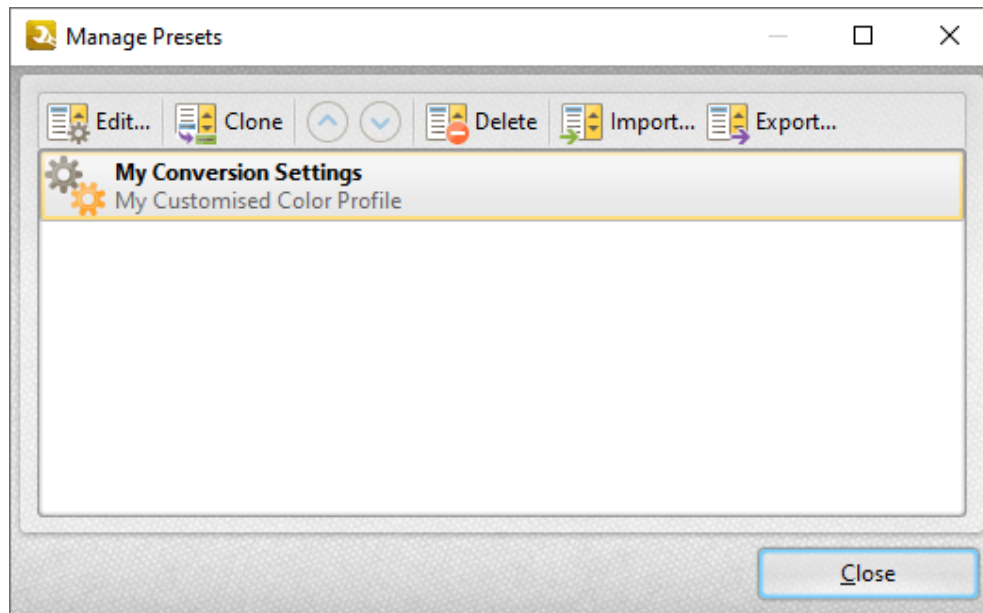 Manage Presets
Edit... Clone Delete Import... Export...
My Conversion Settings
My Customised Color Profile
Close